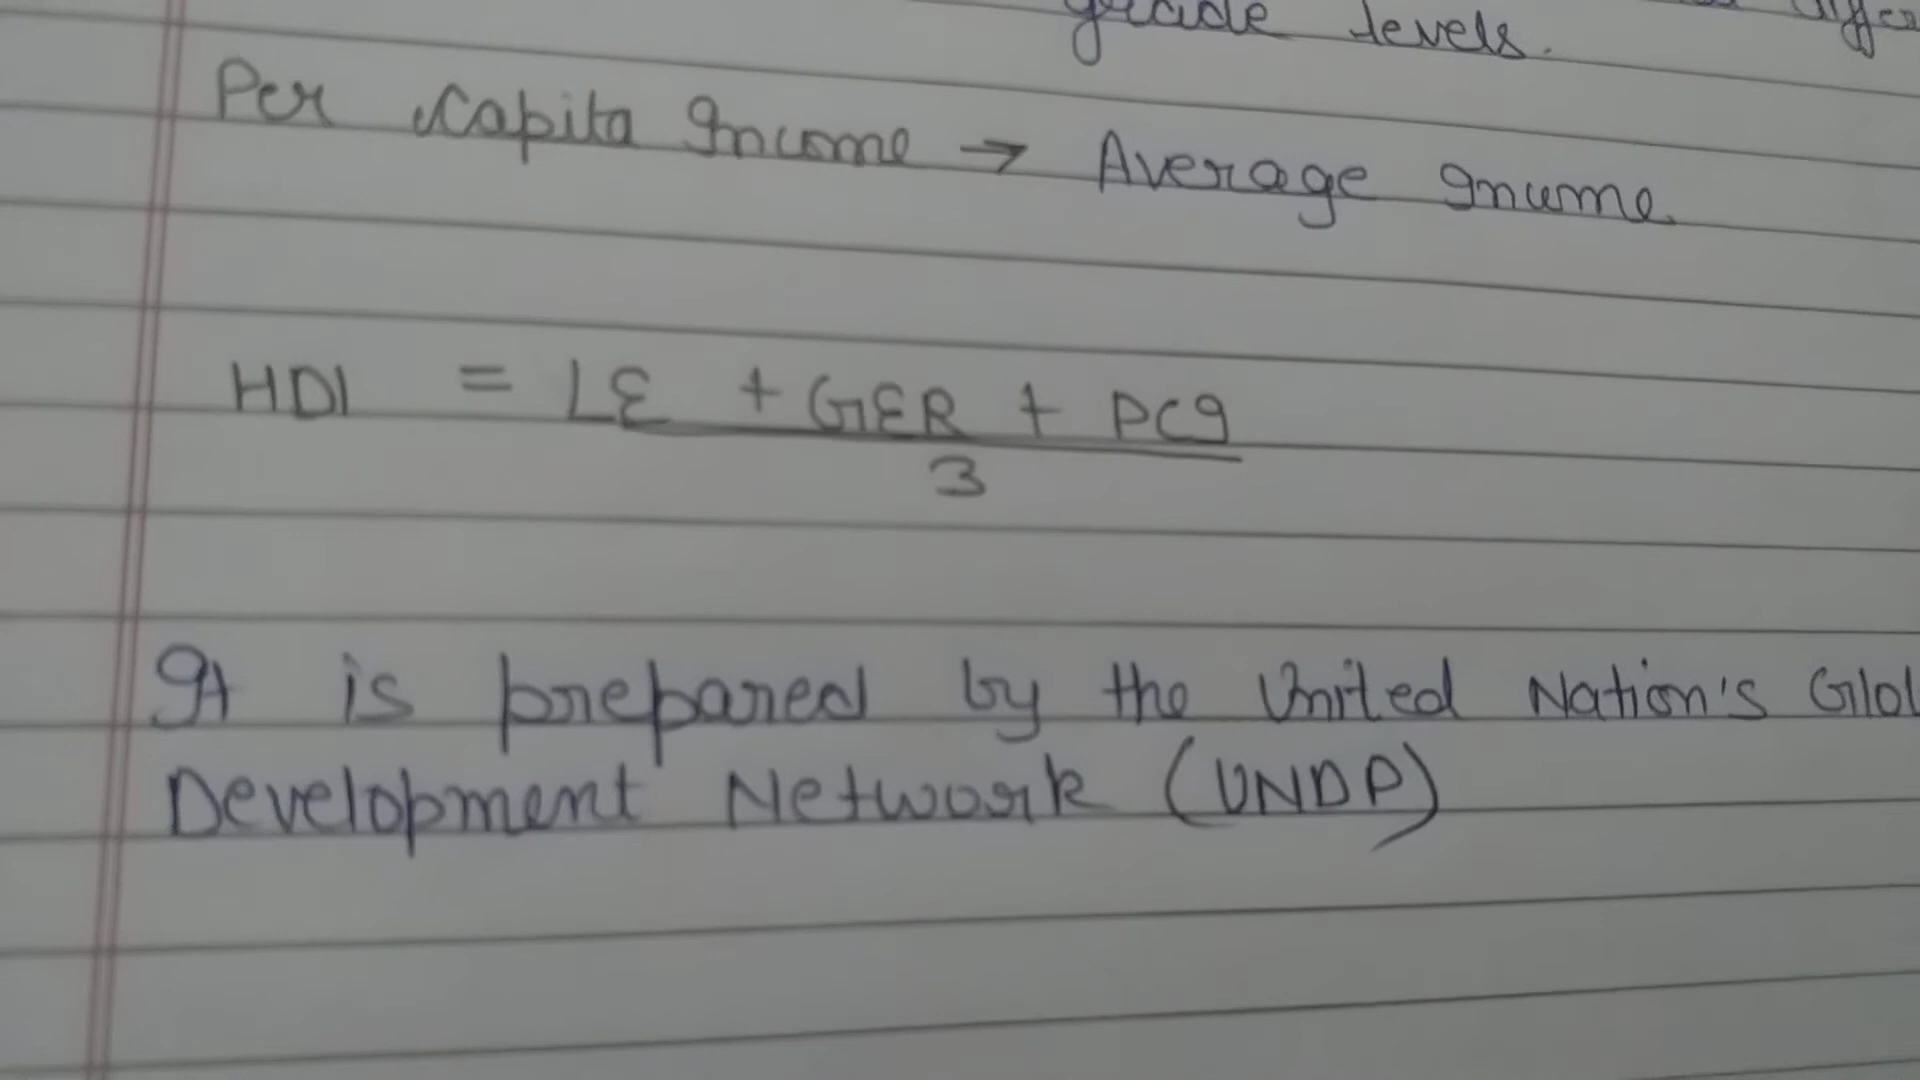 grade levels.
Per Capita Income → Average Income.
HDI = LE + GER + PCI
3
It is prepared by the United Nation's
Development Network (UNDP)